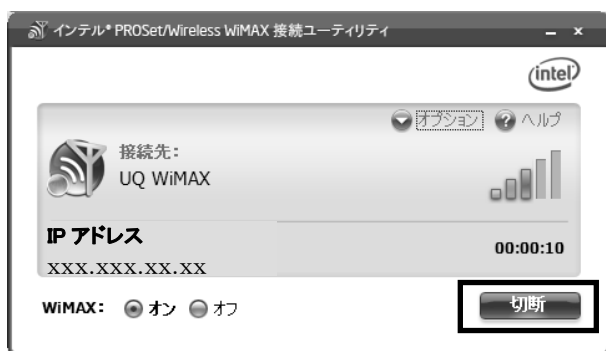 インテル® PROSet/Wireless WiMAX 接続ユーティリティ
intel
オプション ヘルプ
接続先:
UQ WiMAX
IP アドレス
00:00:10
xxx.xxx.xx.xx
WiMAX: オン オフ
切断